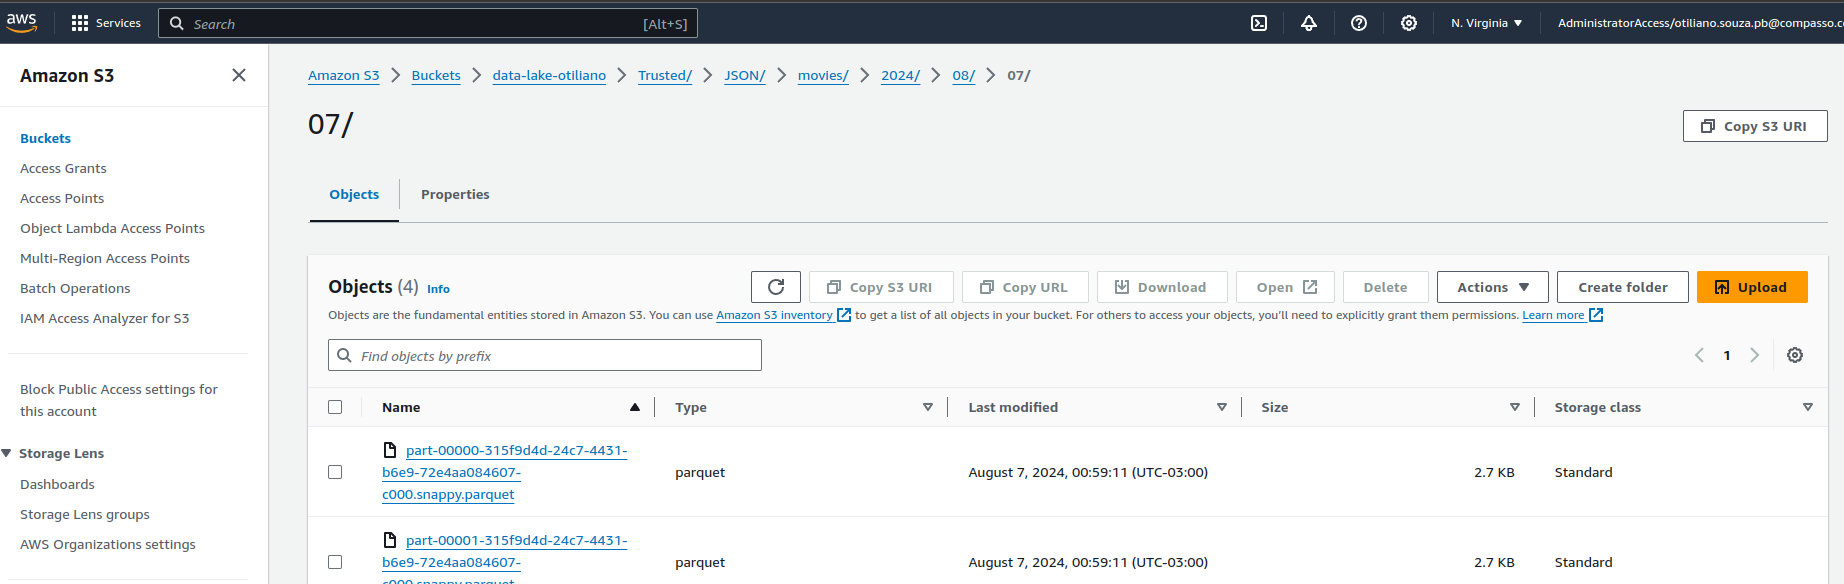 aws Services Search [Alt+S] N. Virginia AdministratorAccess/otiliano.souza.pb@compasso.c
Amazon S3
Amazon S3 Buckets data-lake-otiliano Trusted/ JSON/ movies/ 2024/ 08/ 07/
07/
Copy S3 URI
Buckets
Access Grants
Access Points
Object Lambda Access Points
Multi-Region Access Points
Batch Operations
IAM Access Analyzer for S3
Block Public Access settings for
this account
Storage Lens
Dashboards
Storage Lens groups
AWS Organizations settings
Objects Properties
Objects (4) Info Copy S3 URI Copy URL Download Open Delete Actions Create folder Upload
Objects are the fundamental entities stored in Amazon S3. You can use Amazon S3 inventory to get a list of all objects in your bucket. For others to access your objects, you'll need to explicitly grant them permissions. Learn more
Find objects by prefix 1
Name Type Last modified Size Storage class
part-00000-315f9d4d-24c7-4431-
b6e9-72e4aa084607- parquet August 7, 2024, 00:59:11 (UTC-03:00) 2.7 KB Standard
c000.snappy.parquet
part-00001-315f9d4d-24c7-4431-
b6e9-72e4aa084607- parquet August 7, 2024, 00:59:11 (UTC-03:00) 2.7 KB Standard
c000.snappy.parquet